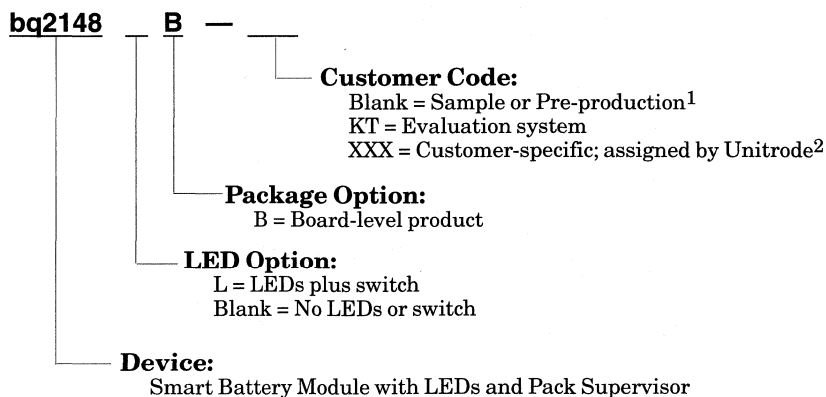 bq2148 _ B — ___
Customer Code:
Blank = Sample or Pre-production1
KT = Evaluation system
XXX = Customer-specific; assigned by Unitrode2
Package Option:
B = Board-level product
LED Option:
L = LEDs plus switch
Blank = No LEDs or switch
Device:
Smart Battery Module with LEDs and Pack Supervisor